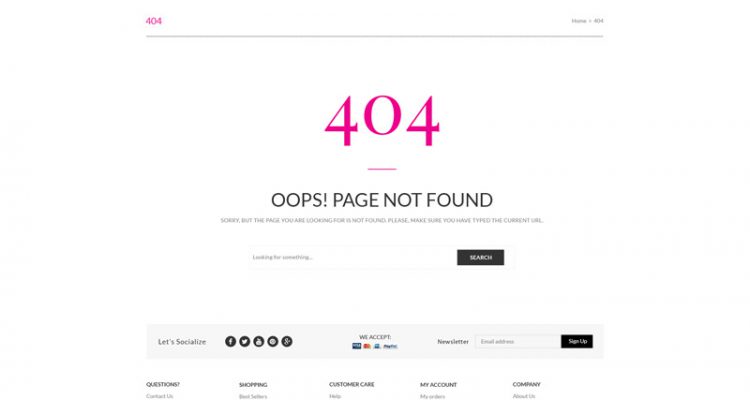 404
Home > 404
404
OOPS! PAGE NOT FOUND
SORRY, BUT THE PAGE YOU ARE LOOKING FOR IS NOT FOUND. PLEASE, MAKE SURE YOU HAVE TYPED THE CURRENT URL.
Looking for something...
SEARCH
Let's Socialize
WE ACCEPT:
VISA
PayPal
Newsletter
Email address
Sign Up
QUESTIONS?
SHOPPING
CUSTOMER CARE
MY ACCOUNT
COMPANY
Contact Us
Best Sellers
Help
My orders
About Us